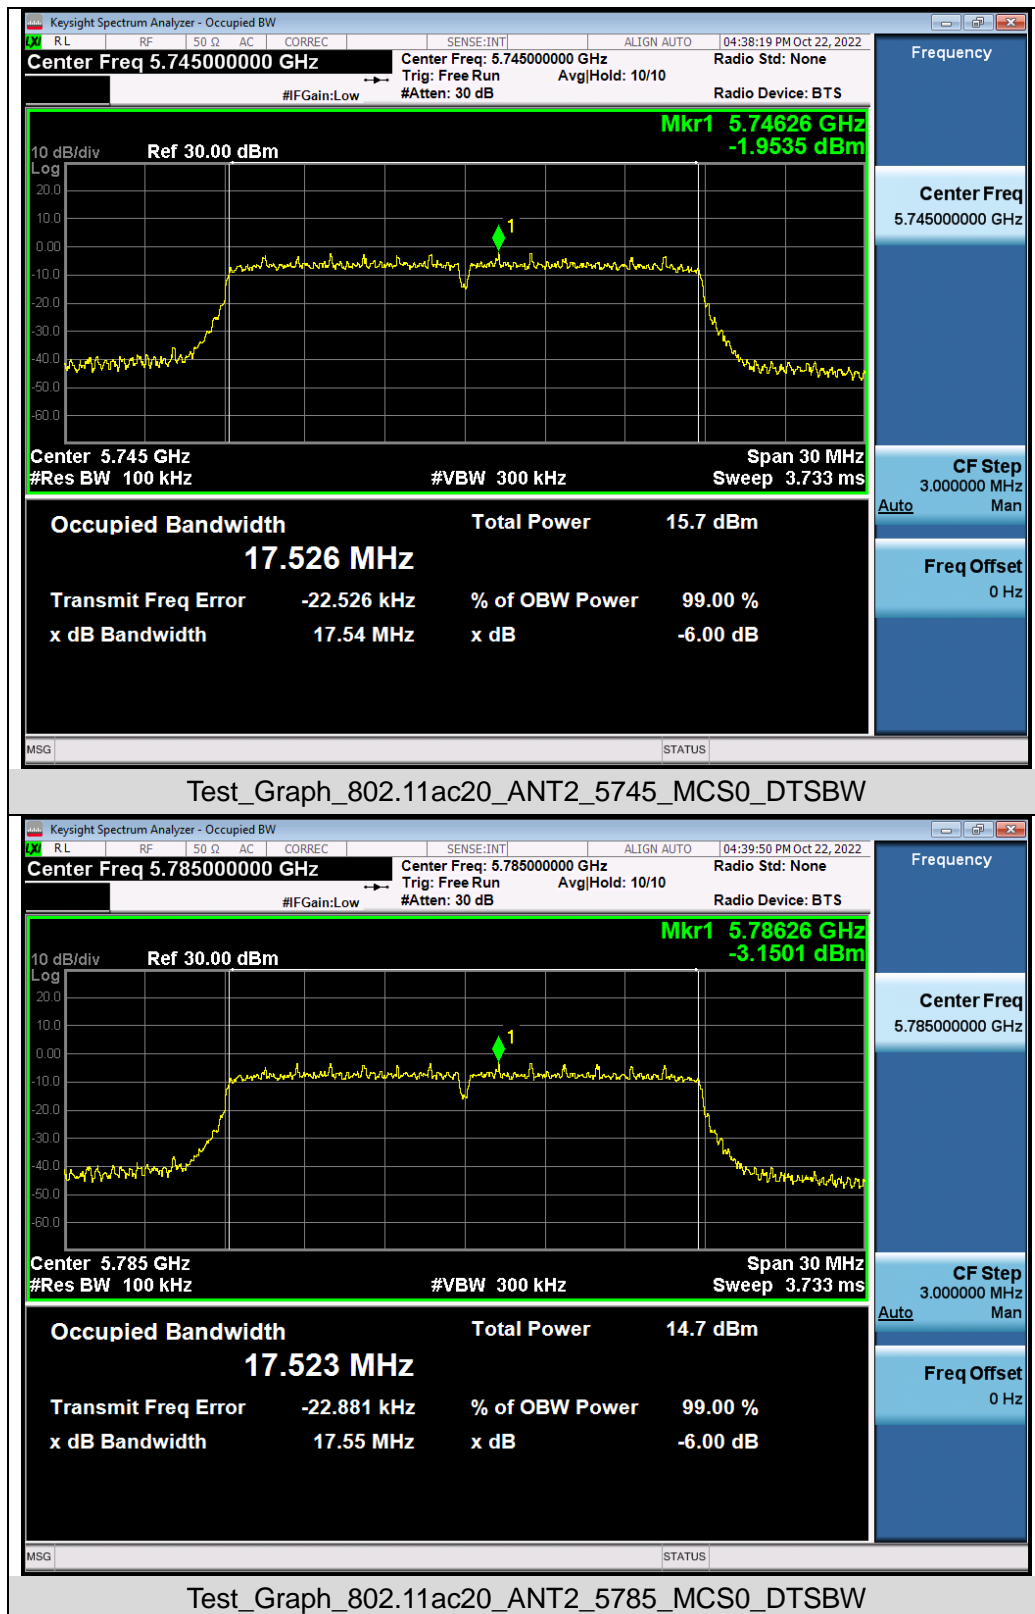 Keysight Spectrum Analyzer - Occupied BW
LXI RL RF 50 Ω AC CORREC SENSE:INT ALIGN AUTO 04:38:19 PM Oct 22, 2022
Center Freq 5.745000000 GHz Center Freq: 5.745000000 GHz Radio Std: None Frequency
Trig: Free Run Avg|Hold: 10/10
#IFGain:Low #Atten: 30 dB Radio Device: BTS
Mkr1 5.74626 GHz
-1.9535 dBm
10 dB/div Ref 30.00 dBm
Log
20.0
10.0
0.00
-10.0
-20.0
-30.0
-40.0
-50.0
-60.0
1
Center Freq
5.745000000 GHz
Center 5.745 GHz Span 30 MHz
#Res BW 100 kHz #VBW 300 kHz Sweep 3.733 ms
CF Step
3.000000 MHz
Auto Man
Occupied Bandwidth Total Power 15.7 dBm
17.526 MHz
Transmit Freq Error -22.526 kHz % of OBW Power 99.00 %
x dB Bandwidth 17.54 MHz x dB -6.00 dB
Freq Offset
0 Hz
MSG STATUS
Test_Graph_802.11ac20_ANT2_5745_MCS0_DTSBW
Keysight Spectrum Analyzer - Occupied BW
LXI RL RF 50 Ω AC CORREC SENSE:INT ALIGN AUTO 04:39:50 PM Oct 22, 2022
Center Freq 5.785000000 GHz Center Freq: 5.785000000 GHz Radio Std: None Frequency
Trig: Free Run Avg|Hold: 10/10
#IFGain:Low #Atten: 30 dB Radio Device: BTS
Mkr1 5.78626 GHz
-3.1501 dBm
10 dB/div Ref 30.00 dBm
Log
20.0
10.0
0.00
-10.0
-20.0
-30.0
-40.0
-50.0
-60.0
1
Center Freq
5.785000000 GHz
Center 5.785 GHz Span 30 MHz
#Res BW 100 kHz #VBW 300 kHz Sweep 3.733 ms
CF Step
3.000000 MHz
Auto Man
Occupied Bandwidth Total Power 14.7 dBm
17.523 MHz
Transmit Freq Error -22.881 kHz % of OBW Power 99.00 %
x dB Bandwidth 17.55 MHz x dB -6.00 dB
Freq Offset
0 Hz
MSG STATUS
Test_Graph_802.11ac20_ANT2_5785_MCS0_DTSBW